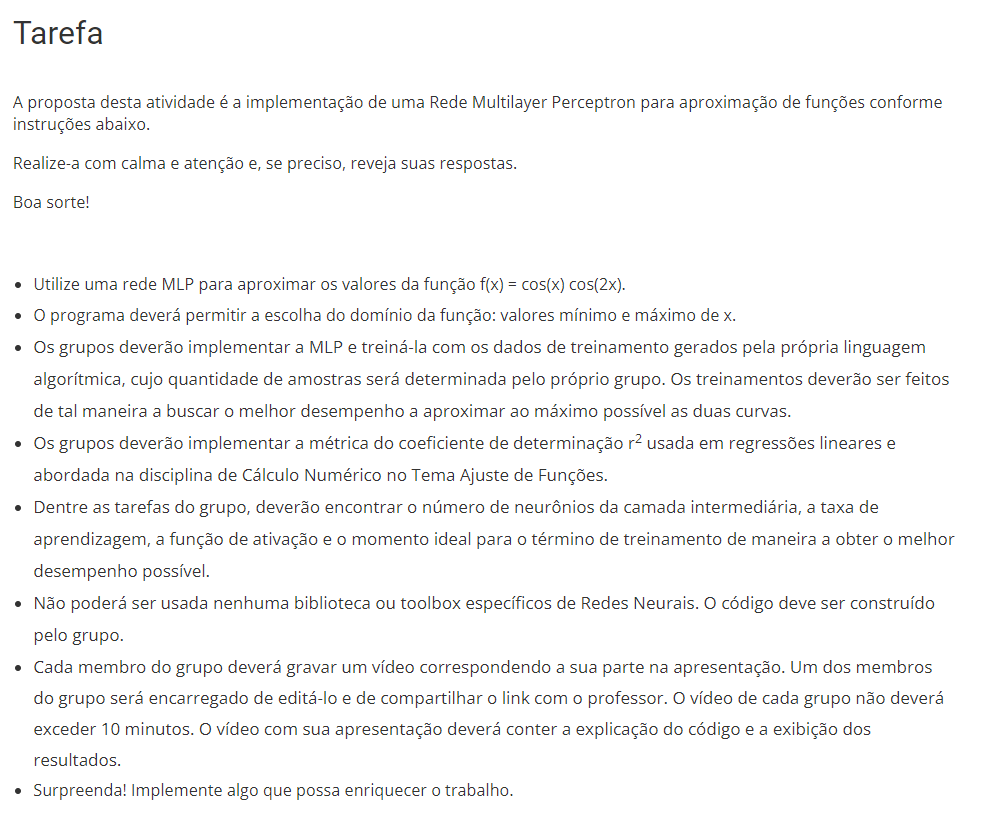 Tarefa
A proposta desta atividade é a implementação de uma Rede Multilayer Perceptron para aproximação de funções conforme
instruções abaixo.
Realize-a com calma e atenção e, se preciso, reveja suas respostas.
Boa sorte!
• Utilize uma rede MLP para aproximar os valores da função f(x) = cos(x) cos(2x).
• O programa deverá permitir a escolha do domínio da função: valores mínimo e máximo de x.
• Os grupos deverão implementar a MLP e treiná-la com os dados de treinamento gerados pela própria linguagem
algorítmica, cujo quantidade de amostras será determinada pelo próprio grupo. Os treinamentos deverão ser feitos
de tal maneira a buscar o melhor desempenho a aproximar ao máximo possível as duas curvas.
• Os grupos deverão implementar a métrica do coeficiente de determinação r² usada em regressões lineares e
abordada na disciplina de Cálculo Numérico no Tema Ajuste de Funções.
• Dentre as tarefas do grupo, deverão encontrar o número de neurônios da camada intermediária, a taxa de
aprendizagem, a função de ativação e o momento ideal para o término de treinamento de maneira a obter o melhor
desempenho possível.
• Não poderá ser usada nenhuma biblioteca ou toolbox específicos de Redes Neurais. O código deve ser construído
pelo grupo.
• Cada membro do grupo deverá gravar um vídeo correspondendo a sua parte na apresentação. Um dos membros
do grupo será encarregado de editá-lo e de compartilhar o link com o professor. O vídeo de cada grupo não deverá
exceder 10 minutos. O vídeo com sua apresentação deverá conter a explicação do código e a exibição dos
resultados.
• Surpreenda! Implemente algo que possa enriquecer o trabalho.